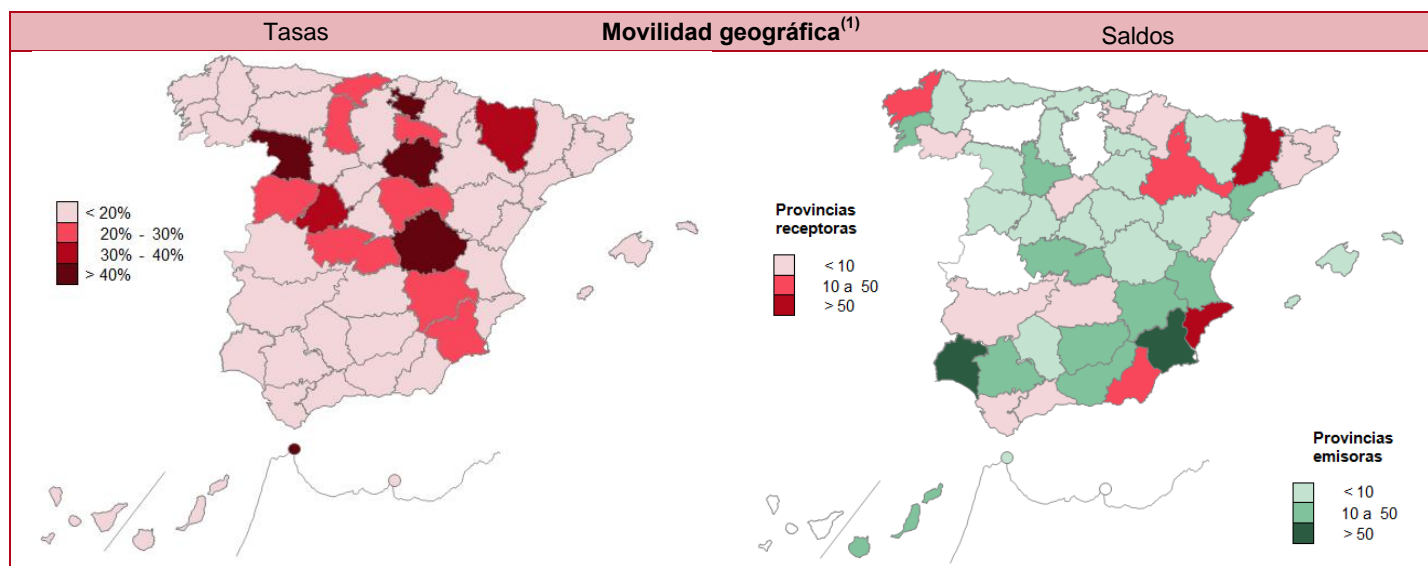 Tasas Movilidad geográfica(1) Saldos
< 20%
20% - 30%
30% - 40%
> 40%
Provincias
receptoras
< 10
10 a 50
> 50
Provincias
emisoras
< 10
10 a 50
> 50